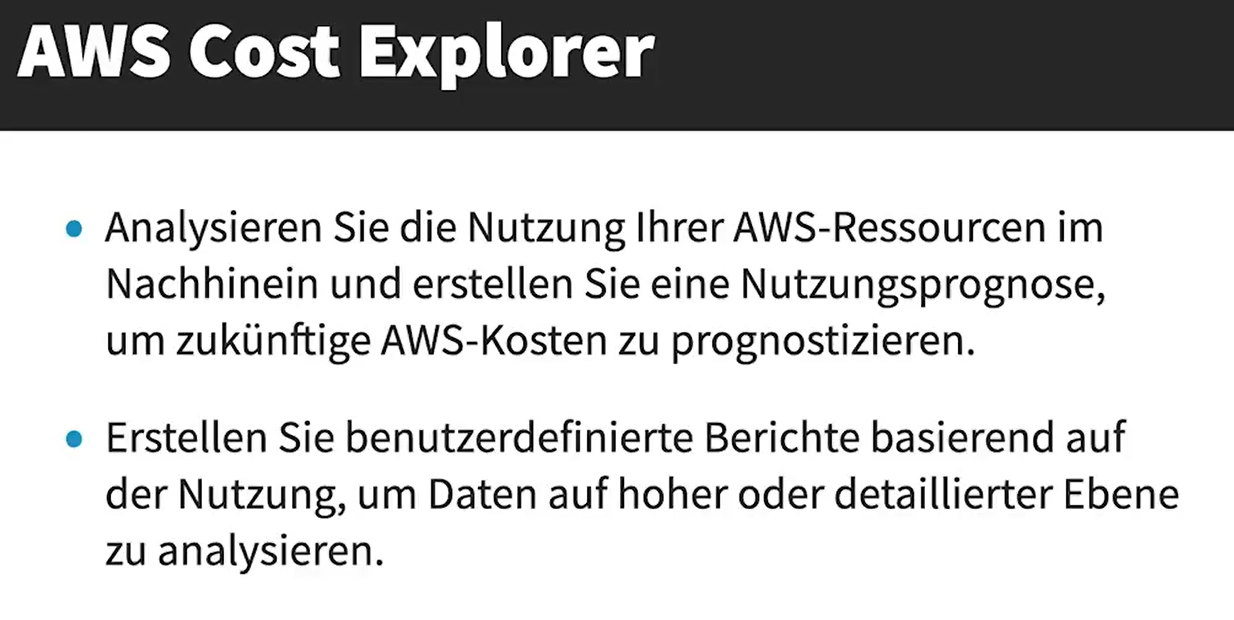 AWS Cost Explorer
Analysieren Sie die Nutzung Ihrer AWS-Ressourcen im
Nachhinein und erstellen Sie eine Nutzungsprognose,
um zukünftige AWS-Kosten zu prognostizieren.
Erstellen Sie benutzerdefinierte Berichte basierend auf
der Nutzung, um Daten auf hoher oder detaillierter Ebene
zu analysieren.